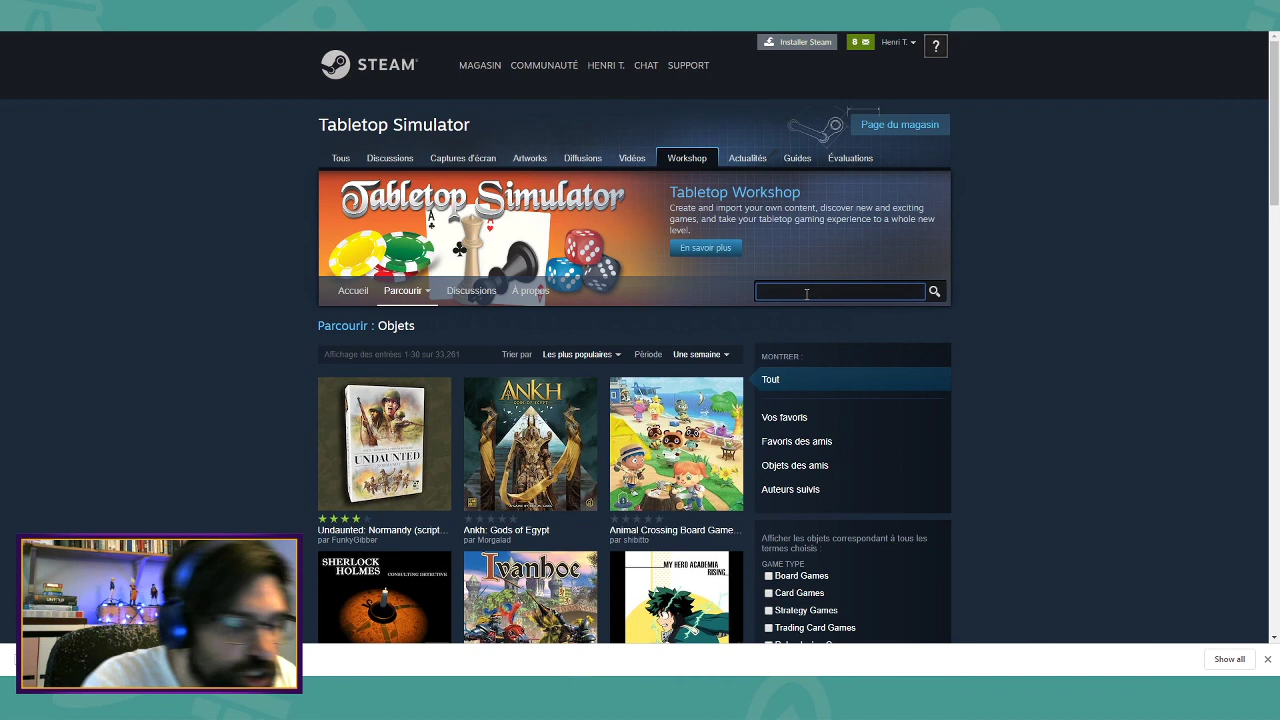 Installer Steam
8
Henri T.
?
STEAM
MAGASIN COMMUNAUTÉ HENRI T. CHAT SUPPORT
Tabletop Simulator
Page du magasin
Tous Discussions Captures d'écran Artworks Diffusions Vidéos Workshop Actualités Guides Évaluations
Tabletop Simulator
Tabletop Workshop
Create and import your own content, discover new and exciting
games, and take your tabletop gaming experience to a whole new
level.
En savoir plus
Accueil Parcourir Discussions À propos
Parcourir : Objets
Affichage des entrées 1-30 sur 33,261
Trier par Les plus populaires Période Une semaine
MONTRER :
Tout
Vos favoris
Favoris des amis
Objets des amis
Auteurs suivis
UNDAUNTED
NORMANDY
ANKH
GODS OF EGYPT
Undaunted: Normandy (script...
par FunkyGibber
Ankh: Gods of Egypt
par Morgalad
Animal Crossing Board Game...
par shibitto
SHERLOCK
HOLMES
CONSULTING DETECTIVE
Ivanhoe
MY HERO ACADEMIA
RISING
Afficher les objets correspondant à tous les
termes choisis :
GAME TYPE
Board Games
Card Games
Strategy Games
Trading Card Games
Show all